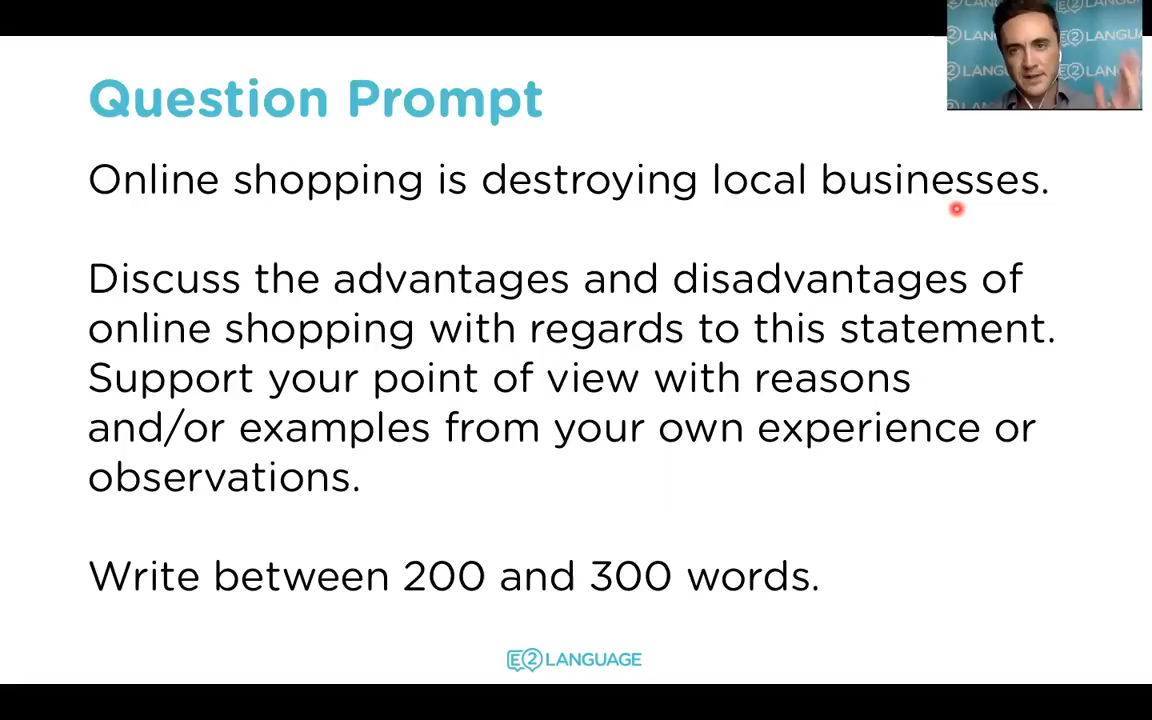 Question Prompt
Online shopping is destroying local businesses.
Discuss the advantages and disadvantages of
online shopping with regards to this statement.
Support your point of view with reasons
and/or examples from your own experience or
observations.
Write between 200 and 300 words.
E2 LANGUAGE